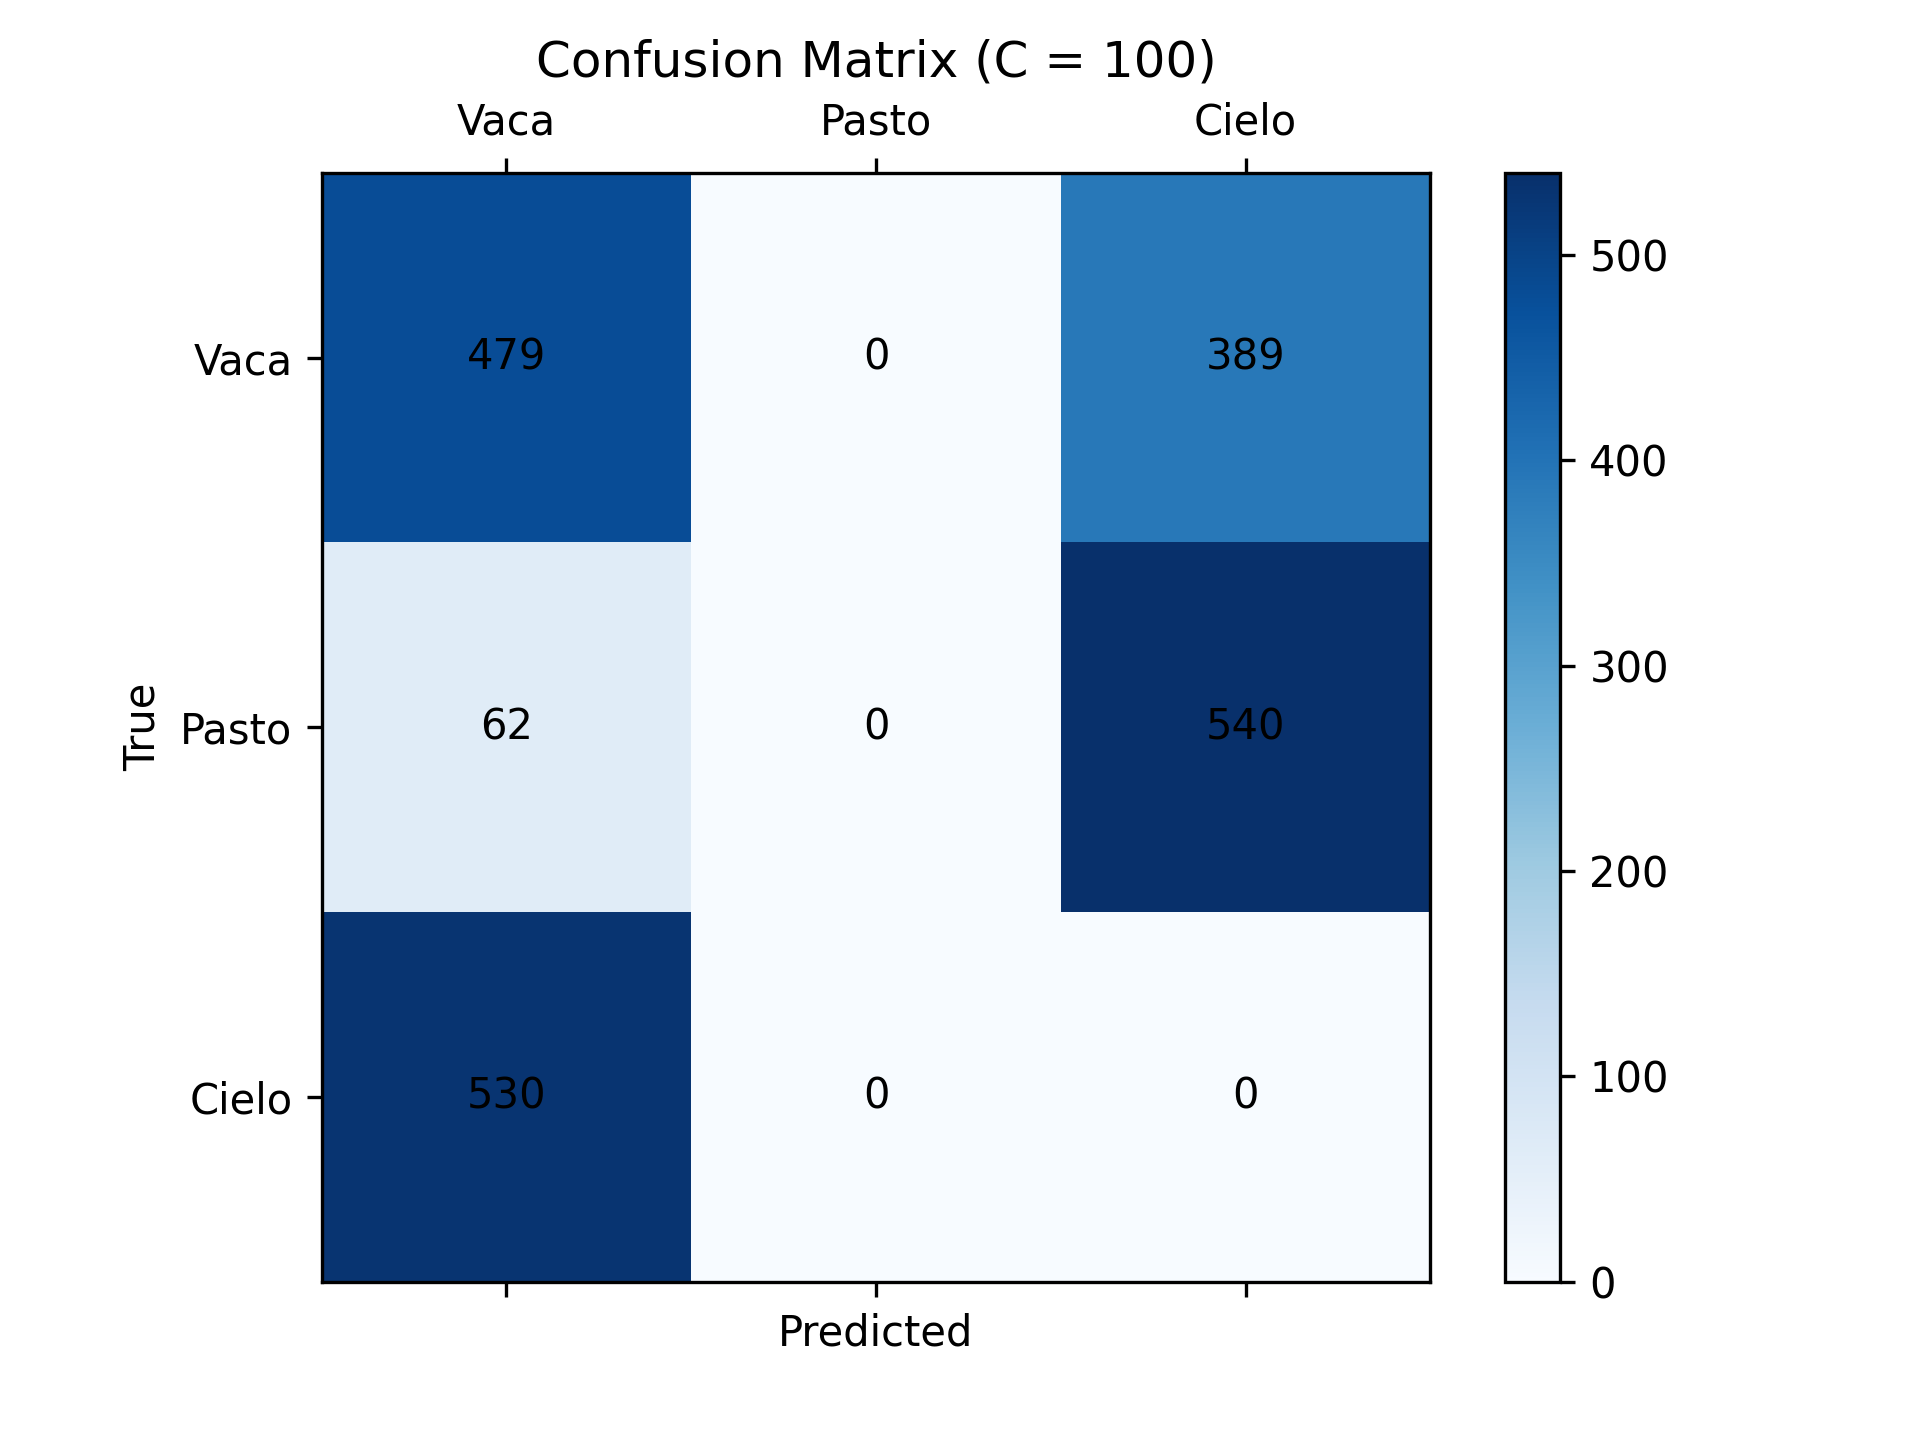 Confusion Matrix (C = 100)
Vaca Pasto Cielo
Vaca 479 0 389
Pasto 62 0 540
Cielo 530 0 0
True
Predicted
500
400
300
200
100
0